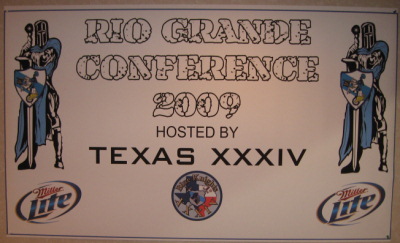 RIO GRANDE
CONFERENCE
2009
HOSTED BY
TEXAS XXXIV
Miller
Lite
Miller
Lite